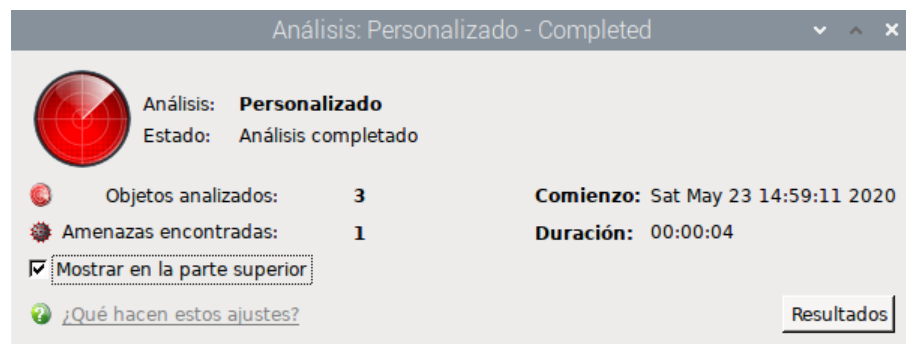 Análisis: Personalizado - Completed
Análisis: Personalizado
Estado: Análisis completado
Objetos analizados: 3 Comienzo: Sat May 23 14:59:11 2020
Amenazas encontradas: 1 Duración: 00:00:04
Mostrar en la parte superior
¿Qué hacen estos ajustes? Resultados